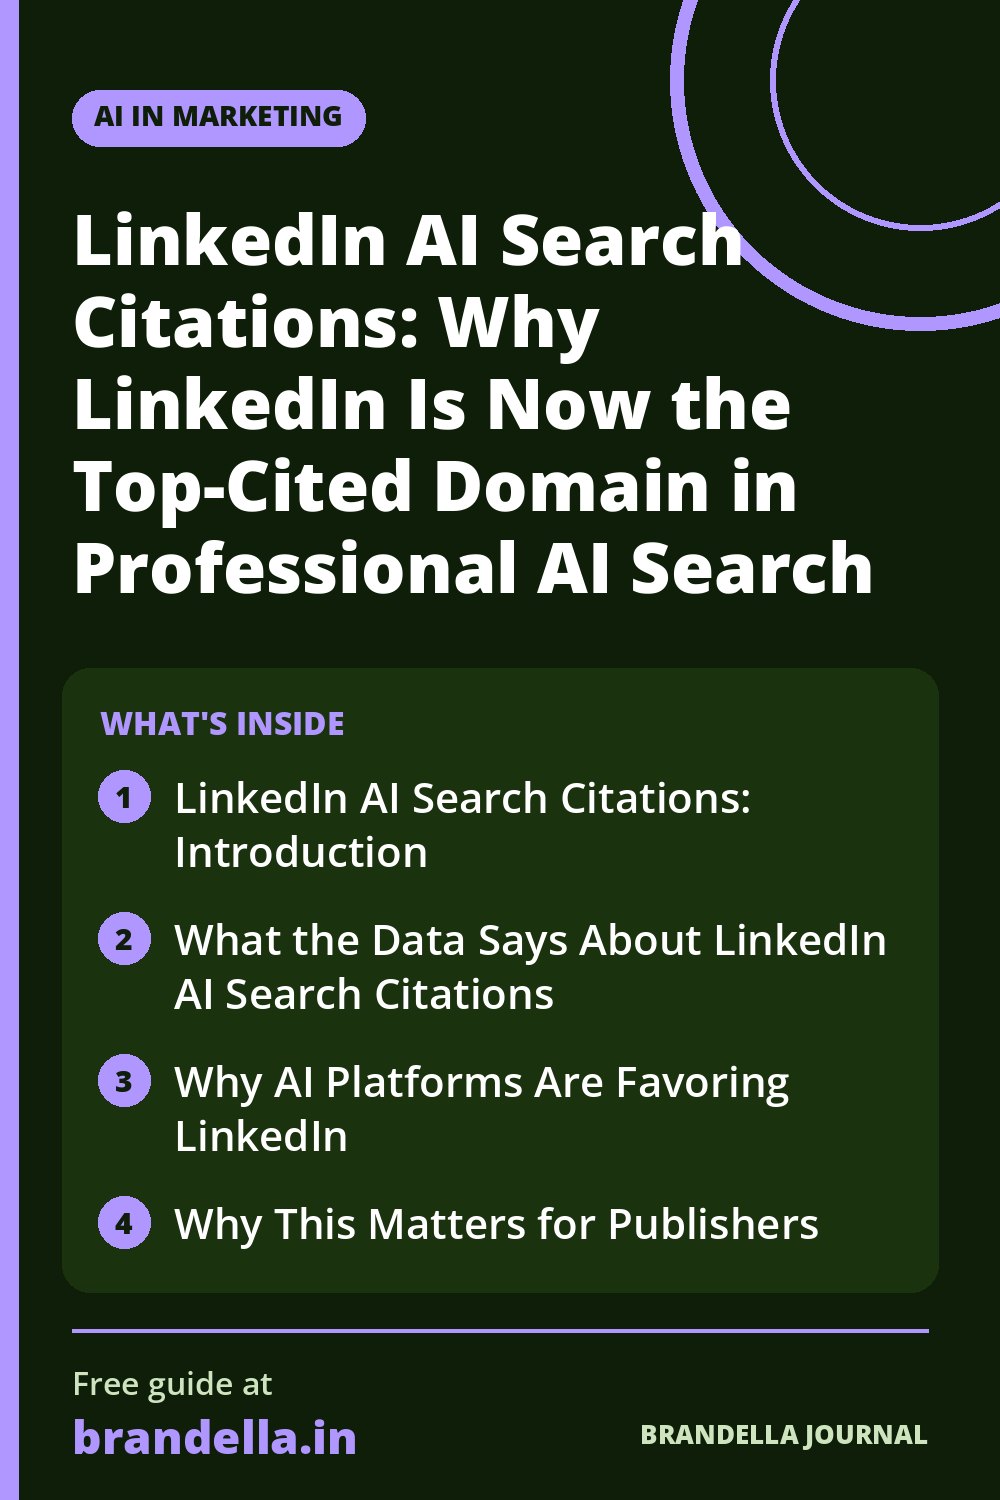 AI IN MARKETING
LinkedIn AI Search
Citations: Why
LinkedIn Is Now the
Top-Cited Domain in
Professional AI Search
WHAT'S INSIDE
1 LinkedIn AI Search Citations:
Introduction
2 What the Data Says About LinkedIn
AI Search Citations
3 Why AI Platforms Are Favoring
LinkedIn
4 Why This Matters for Publishers
Free guide at
brandella.in
BRANDELLA JOURNAL